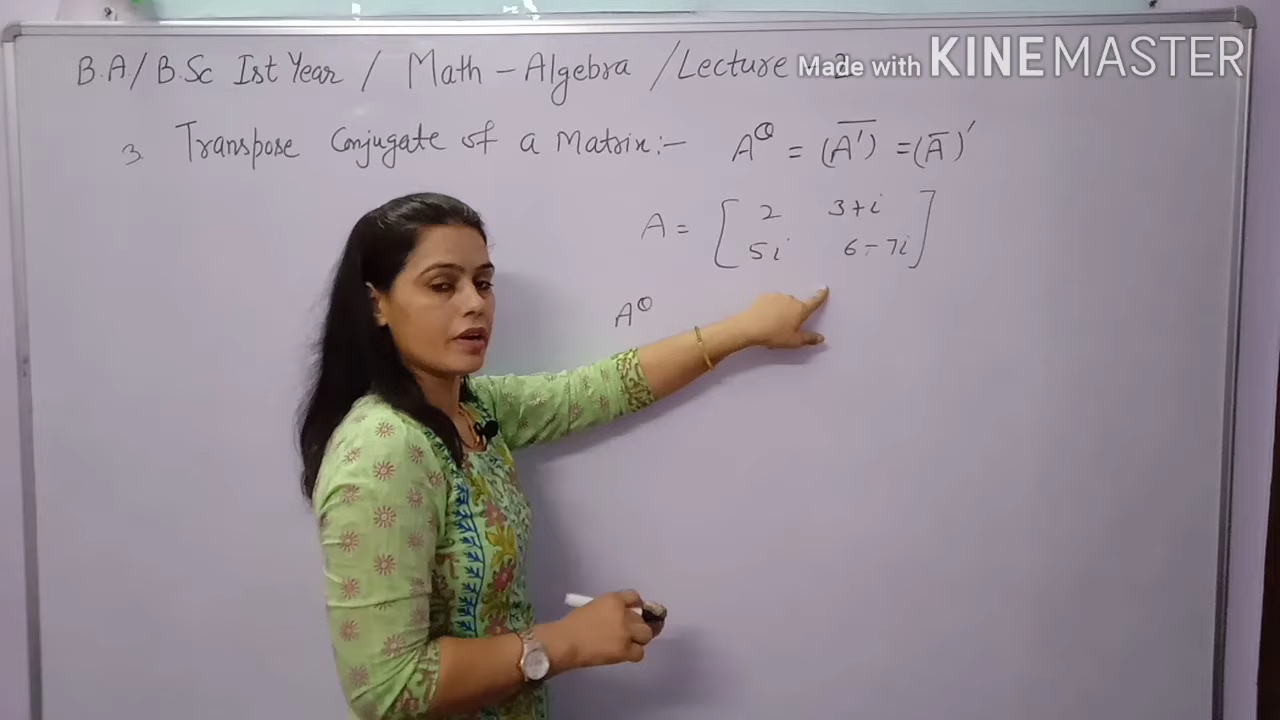 B.A/B.Sc Ist Year / Math - Algebra / Lecture - 2
Made with KINEMASTER
3. Transpose Conjugate of a Matrix:- A^θ = (A̅'̅) = (A̅)'
A = [ 2 3+i
5i 6-7i ]
A^θ